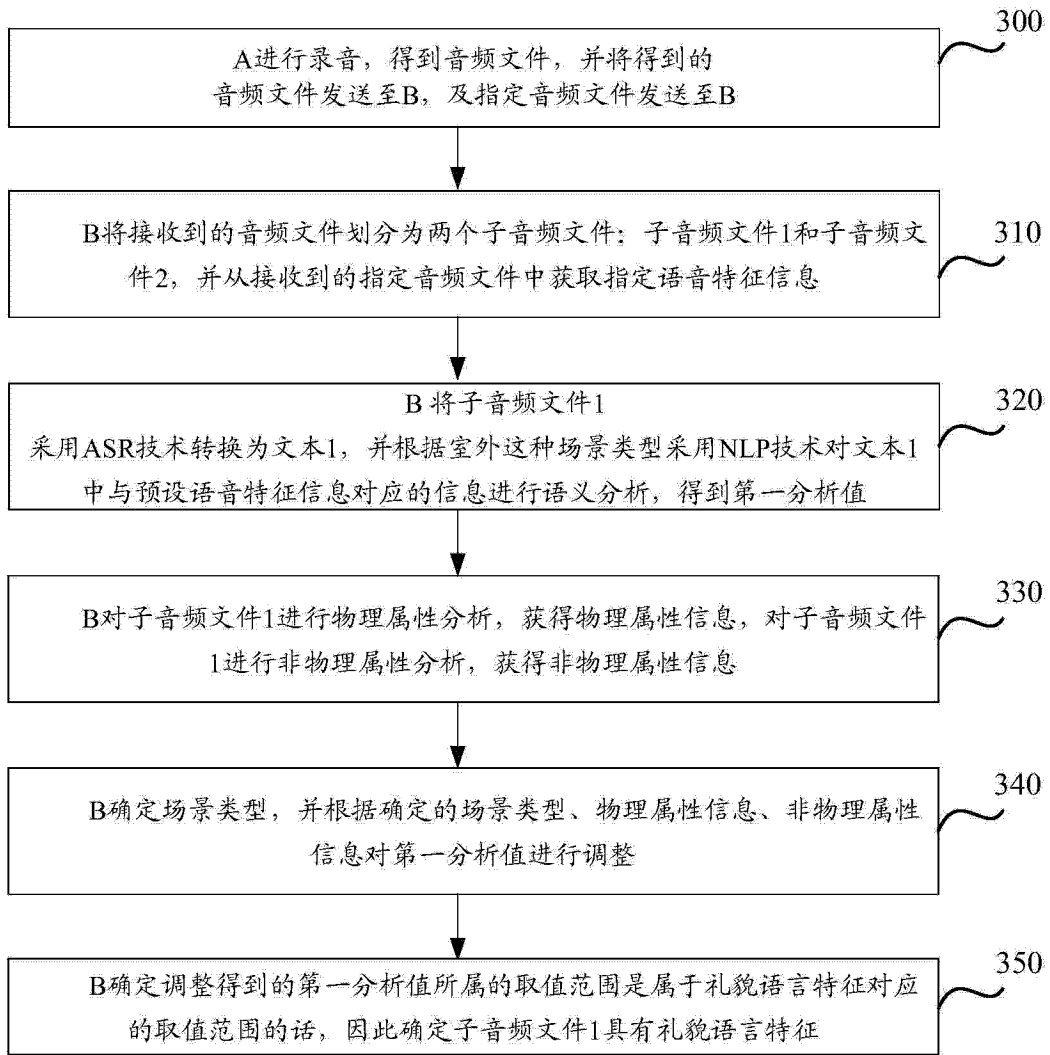 300
A进行录音，得到音频文件，并将得到的
音频文件发送至B，及指定音频文件发送至B
310
B将接收到的音频文件划分为两个子音频文件：子音频文件1和子音频文
件2，并从接收到的指定音频文件中获取指定语音特征信息
320
B 将子音频文件1
采用ASR技术转换为文本1，并根据室外这种场景类型采用NLP技术对文本1
中与预设语音特征信息对应的信息进行语义分析，得到第一分析值
330
B对子音频文件1进行物理属性分析，获得物理属性信息，对子音频文件
1进行非物理属性分析，获得非物理属性信息
340
B确定场景类型，并根据确定的场景类型、物理属性信息、非物理属性
信息对第一分析值进行调整
350
B确定调整得到的第一分析值所属的取值范围是属于礼貌语言特征对应
的取值范围的话，因此确定子音频文件1具有礼貌语言特征